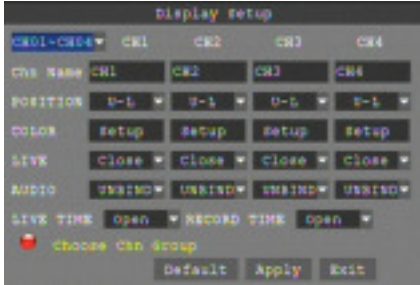 Display Setup
CH01-CH04 CH1 CH2 CH3 CH4
Chn Name CH1 CH2 CH3 CH4
POSITION U-L U-L U-L U-L
COLOR Setup Setup Setup Setup
LIVE Close Close Close Close
AUDIO UNBIND UNBIND UNBIND UNBIND
LIVE TIME Open RECORD TIME Open
Choose Chn Group
Default Apply Exit